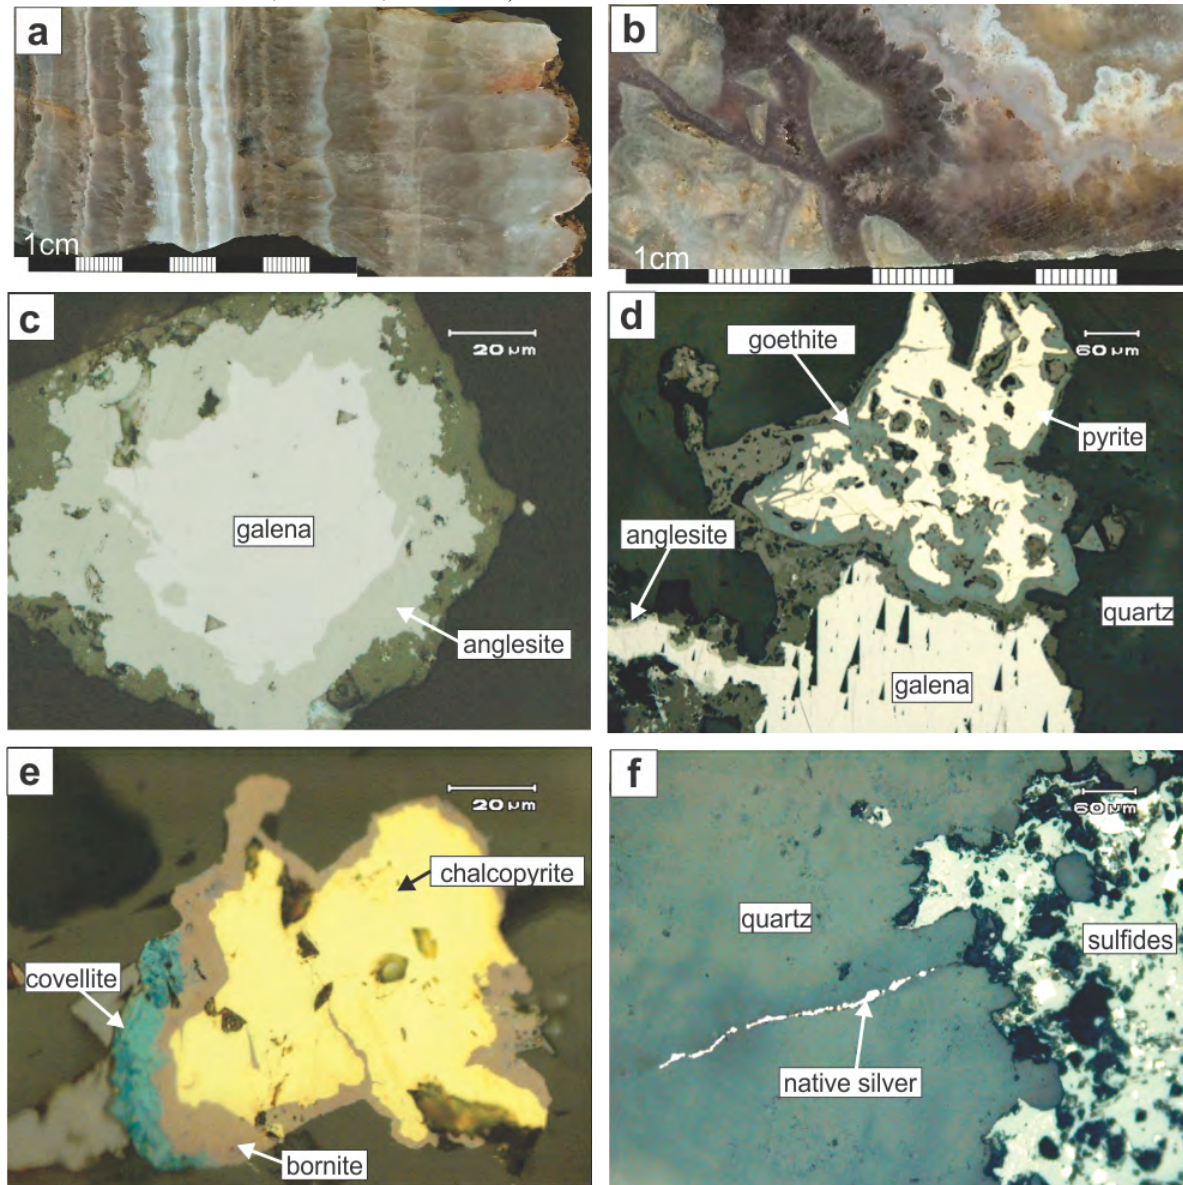 a
b
1cm
1cm
c
20 µm
galena
anglesite
d
60 µm
goethite
pyrite
anglesite
quartz
galena
e
20 µm
chalcopyrite
covellite
bornite
f
60 µm
quartz
sulfides
native silver